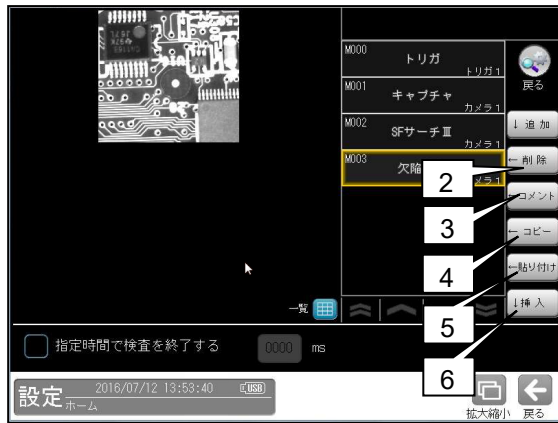 M000
トリガ
トリガ1
戻る
M001
キャプチャ
カメラ1
↓追加
M002
SFサーチⅢ
カメラ1
←削除
M003
欠陥
メラ1
2
コメント
3
←コピー
4
←貼り付け
5
一覧
↓挿入
6
指定時間で検査を終了する
0000 ms
設定
2016/07/12 13:53:40
USB
ホーム
拡大縮小
戻る